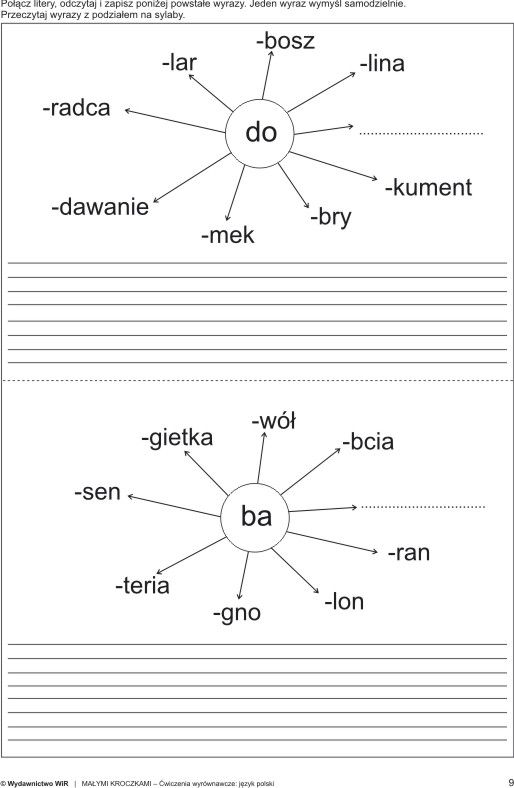 Połącz litery, odczytaj i zapisz poniżej powstałe wyrazy. Jeden wyraz wymyśl samodzielnie.
Przeczytaj wyrazy z podziałem na sylaby.
-bosz
-lar
-lina
-radca
do
....................................
-kument
-dawanie
-bry
-mek
-wół
-gietka
-bcia
-sen
....................................
ba
-ran
-teria
-lon
-gno
© Wydawnictwo WiR | MAŁYMI KROCZKAMI – Ćwiczenia wyrównawcze: język polski
9